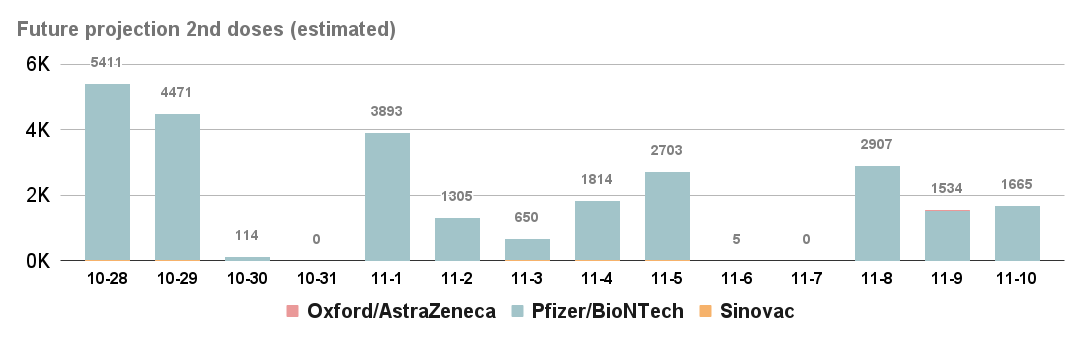 Future projection 2nd doses (estimated)
6K
5411
4471
4K
3893
2907
2703
2K
1814
1665
1534
1305
650
114
0
5
0
0K
10-28 10-29 10-30 10-31 11-1 11-2 11-3 11-4 11-5 11-6 11-7 11-8 11-9 11-10
Oxford/AstraZeneca Pfizer/BioNTech Sinovac